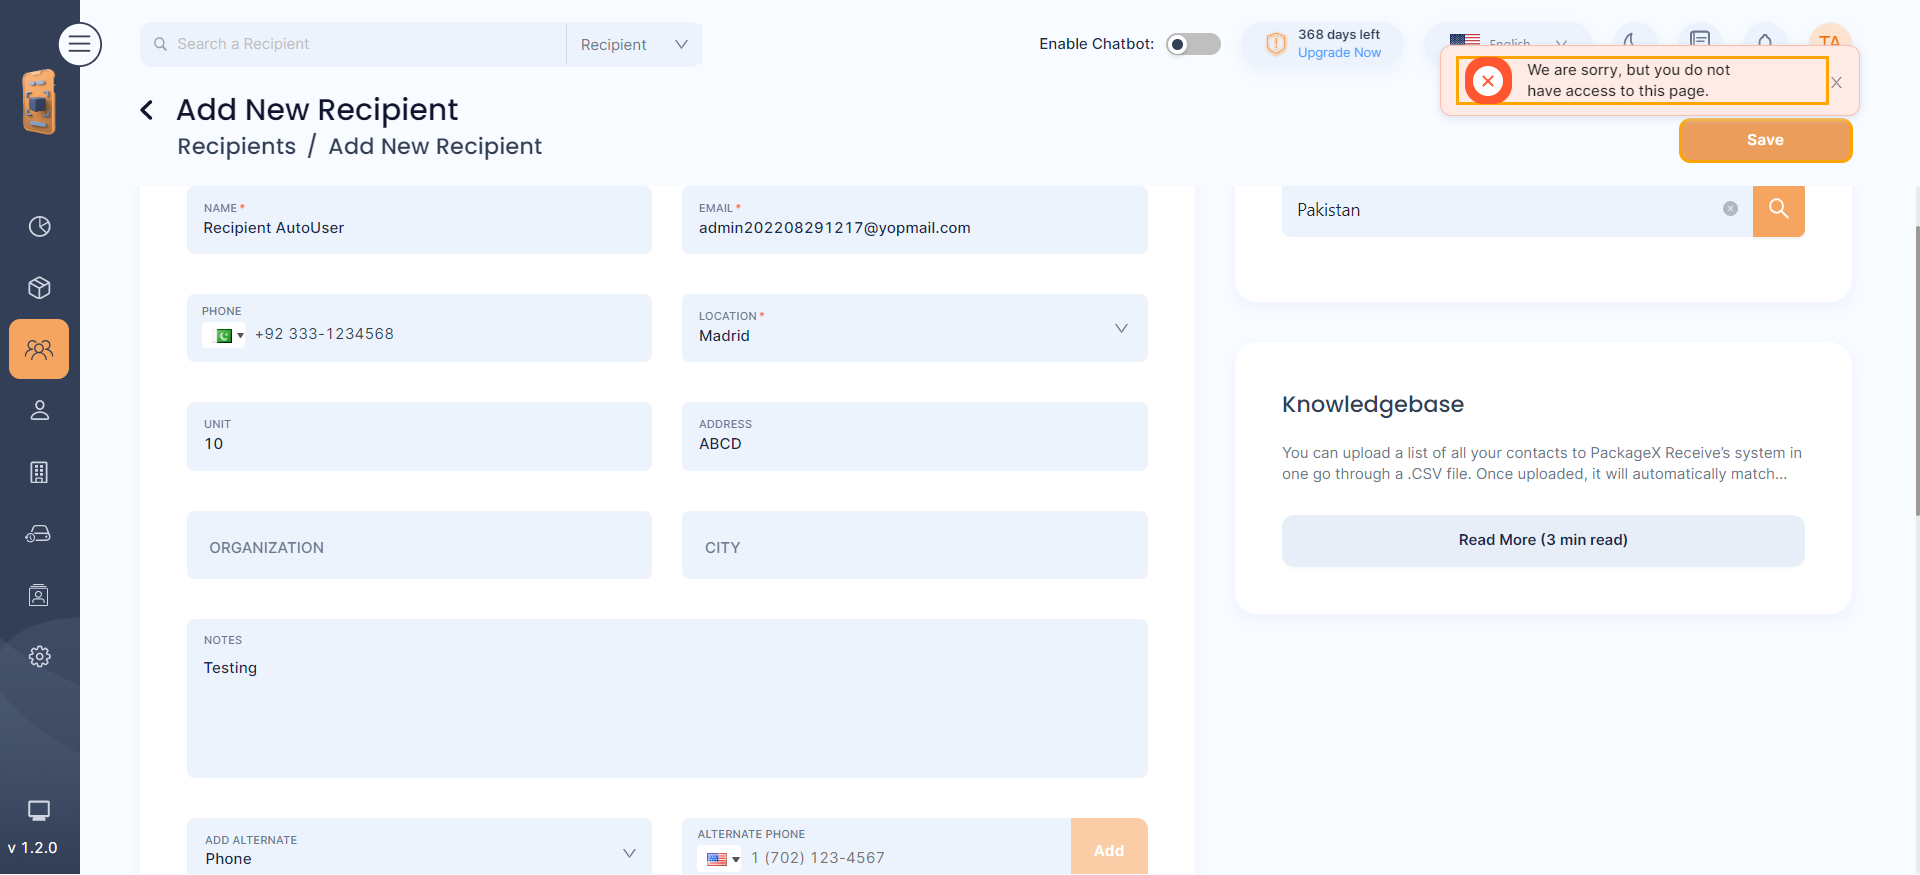 Search a Recipient
Recipient
Enable Chatbot:
368 days left
Upgrade Now
English
TA
We are sorry, but you do not
have access to this page.
Add New Recipient
Recipients / Add New Recipient
Save
NAME *
Recipient AutoUser
EMAIL *
admin202208291217@yopmail.com
Pakistan
PHONE
+92 333-1234568
LOCATION *
Madrid
UNIT
10
ADDRESS
ABCD
Knowledgebase
You can upload a list of all your contacts to PackageX Receive’s system in
one go through a .CSV file. Once uploaded, it will automatically match...
Read More (3 min read)
ORGANIZATION
CITY
NOTES
Testing
ADD ALTERNATE
Phone
ALTERNATE PHONE
1 (702) 123-4567
Add
v 1.2.0